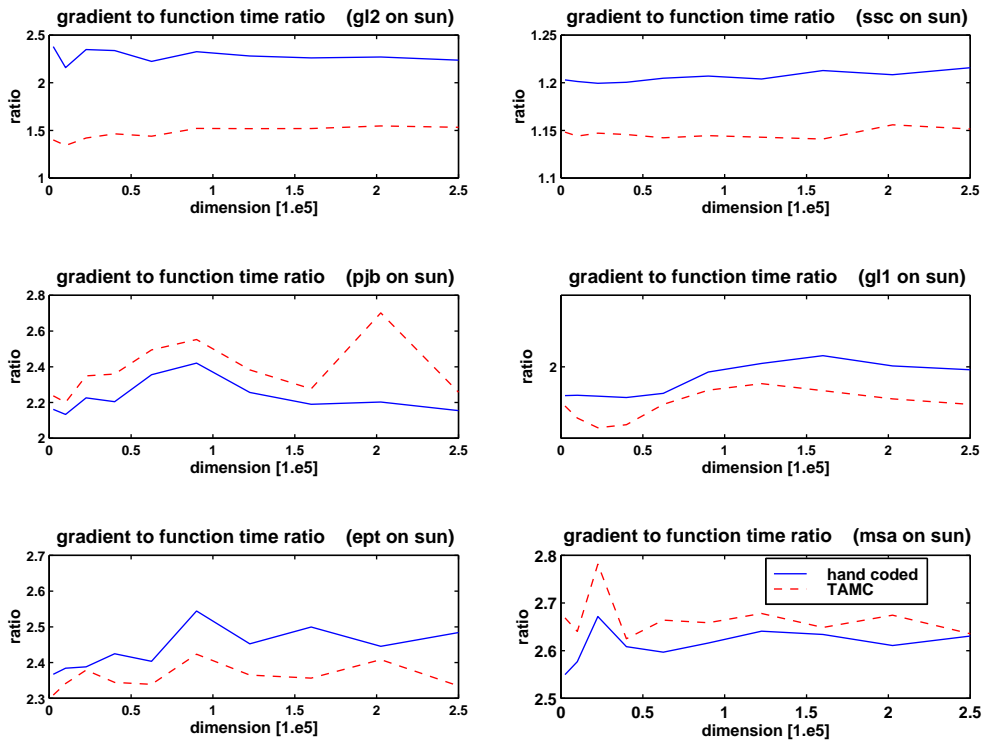 gradient to function time ratio (gl2 on sun)
2.5
2
1.5
1
ratio
0 0.5 1 1.5 2 2.5
dimension [1.e5]
gradient to function time ratio (ssc on sun)
1.25
1.2
1.15
1.1
ratio
0 0.5 1 1.5 2 2.5
dimension [1.e5]
gradient to function time ratio (pjb on sun)
2.8
2.6
2.4
2.2
2
ratio
0 0.5 1 1.5 2 2.5
dimension [1.e5]
gradient to function time ratio (gl1 on sun)
2
ratio
0 0.5 1 1.5 2 2.5
dimension [1.e5]
gradient to function time ratio (ept on sun)
2.7
2.6
2.5
2.4
2.3
ratio
0 0.5 1 1.5 2 2.5
dimension [1.e5]
gradient to function time ratio (msa on sun)
2.8
2.7
2.6
2.5
ratio
hand coded
TAMC
0 0.5 1 1.5 2 2.5
dimension [1.e5]